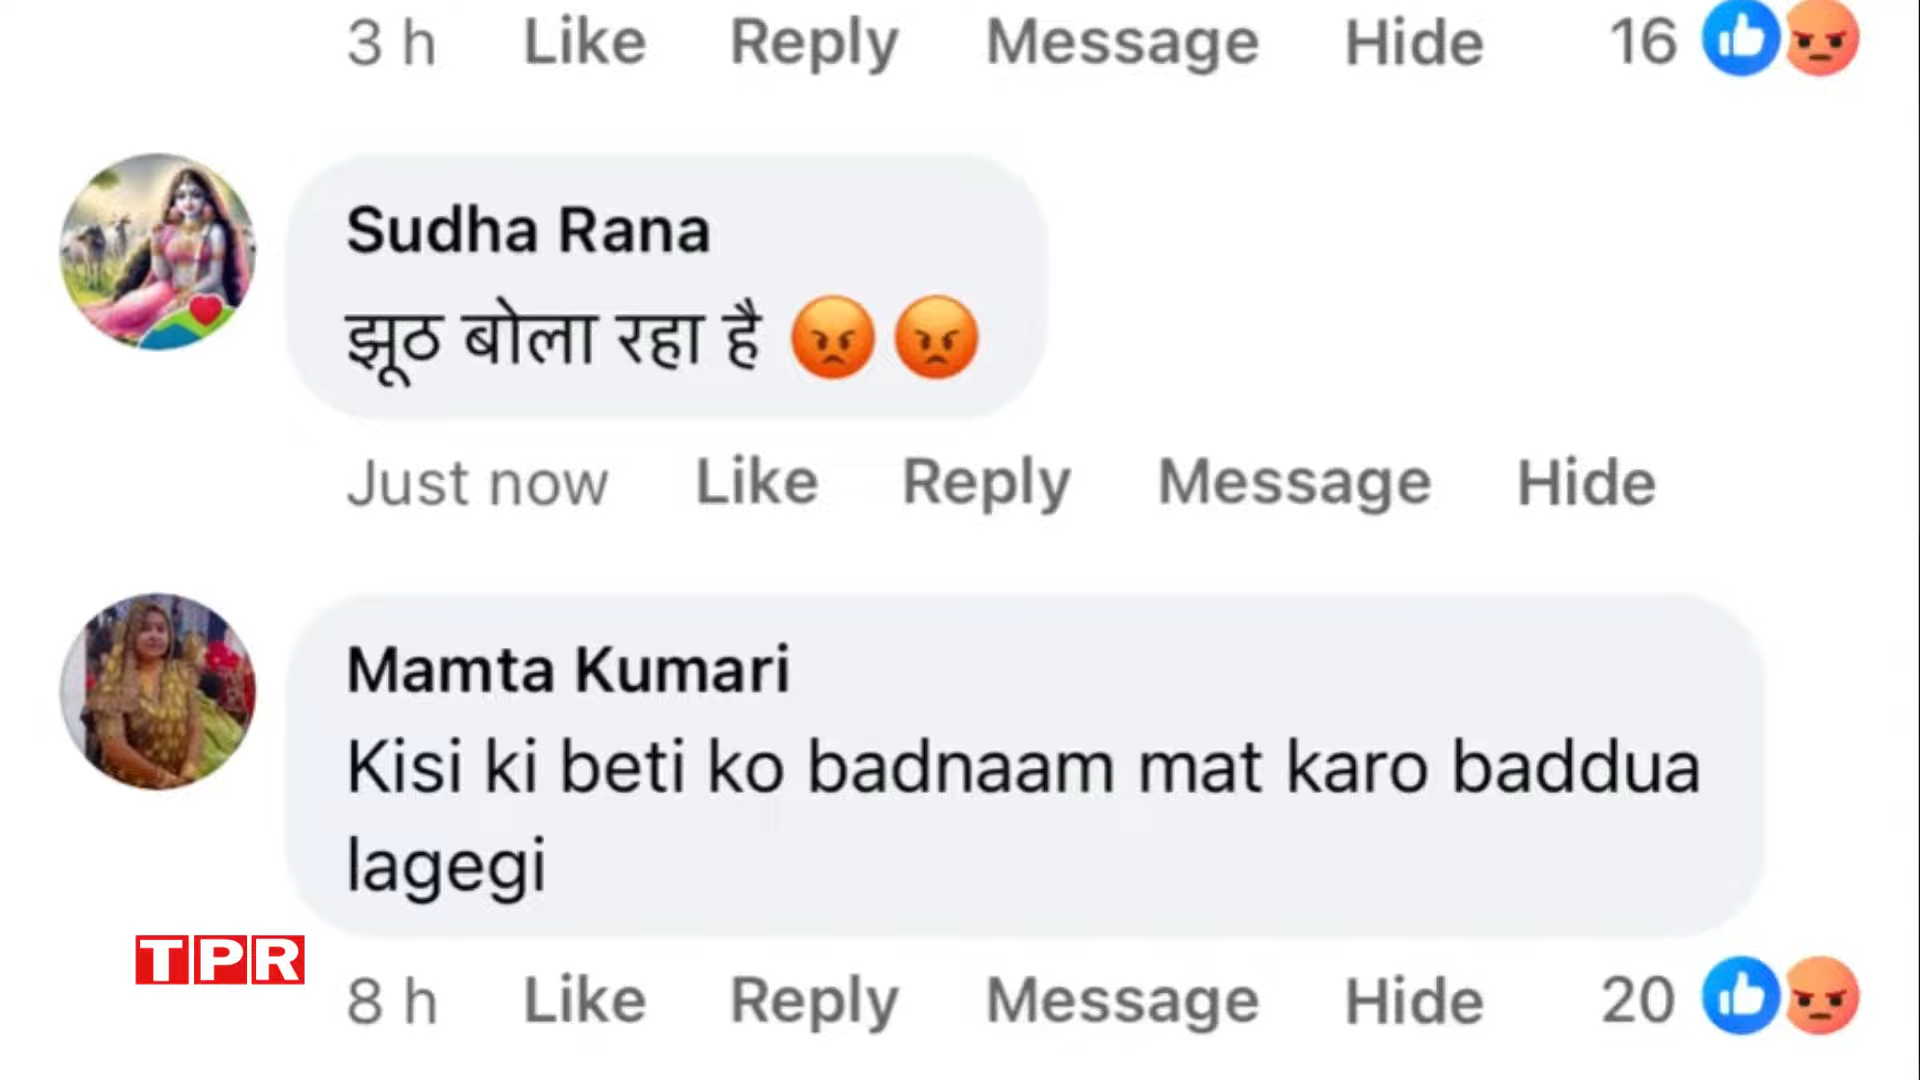 3 h Like Reply Message Hide 16
Sudha Rana
झूठ बोला रहा है 😡😡
Just now Like Reply Message Hide
Mamta Kumari
Kisi ki beti ko badnaam mat karo baddua
lagegi
TPR
8 h Like Reply Message Hide 20